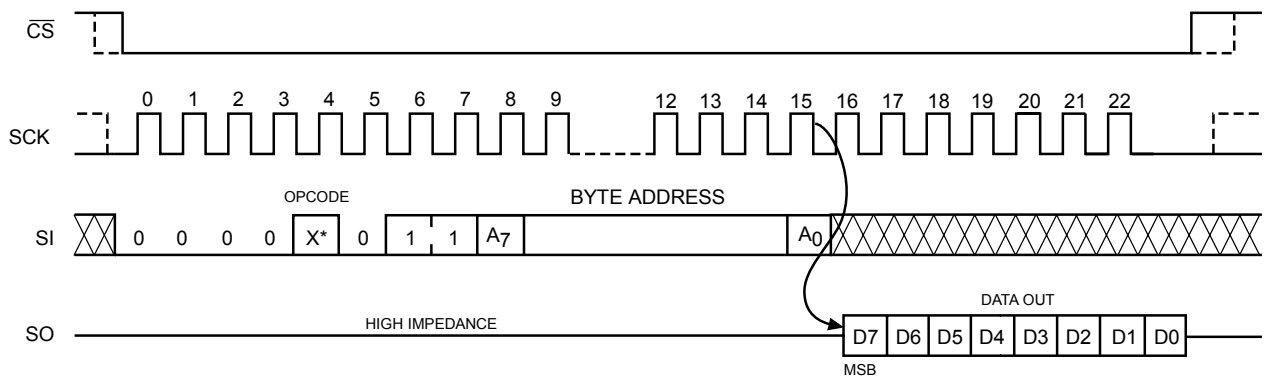 CS
0 1 2 3 4 5 6 7 8 9 12 13 14 15 16 17 18 19 20 21 22
SCK
OPCODE
BYTE ADDRESS
SI 0 0 0 0 X* 0 1 1 A7 A0
DATA OUT
HIGH IMPEDANCE
SO D7 D6 D5 D4 D3 D2 D1 D0
MSB